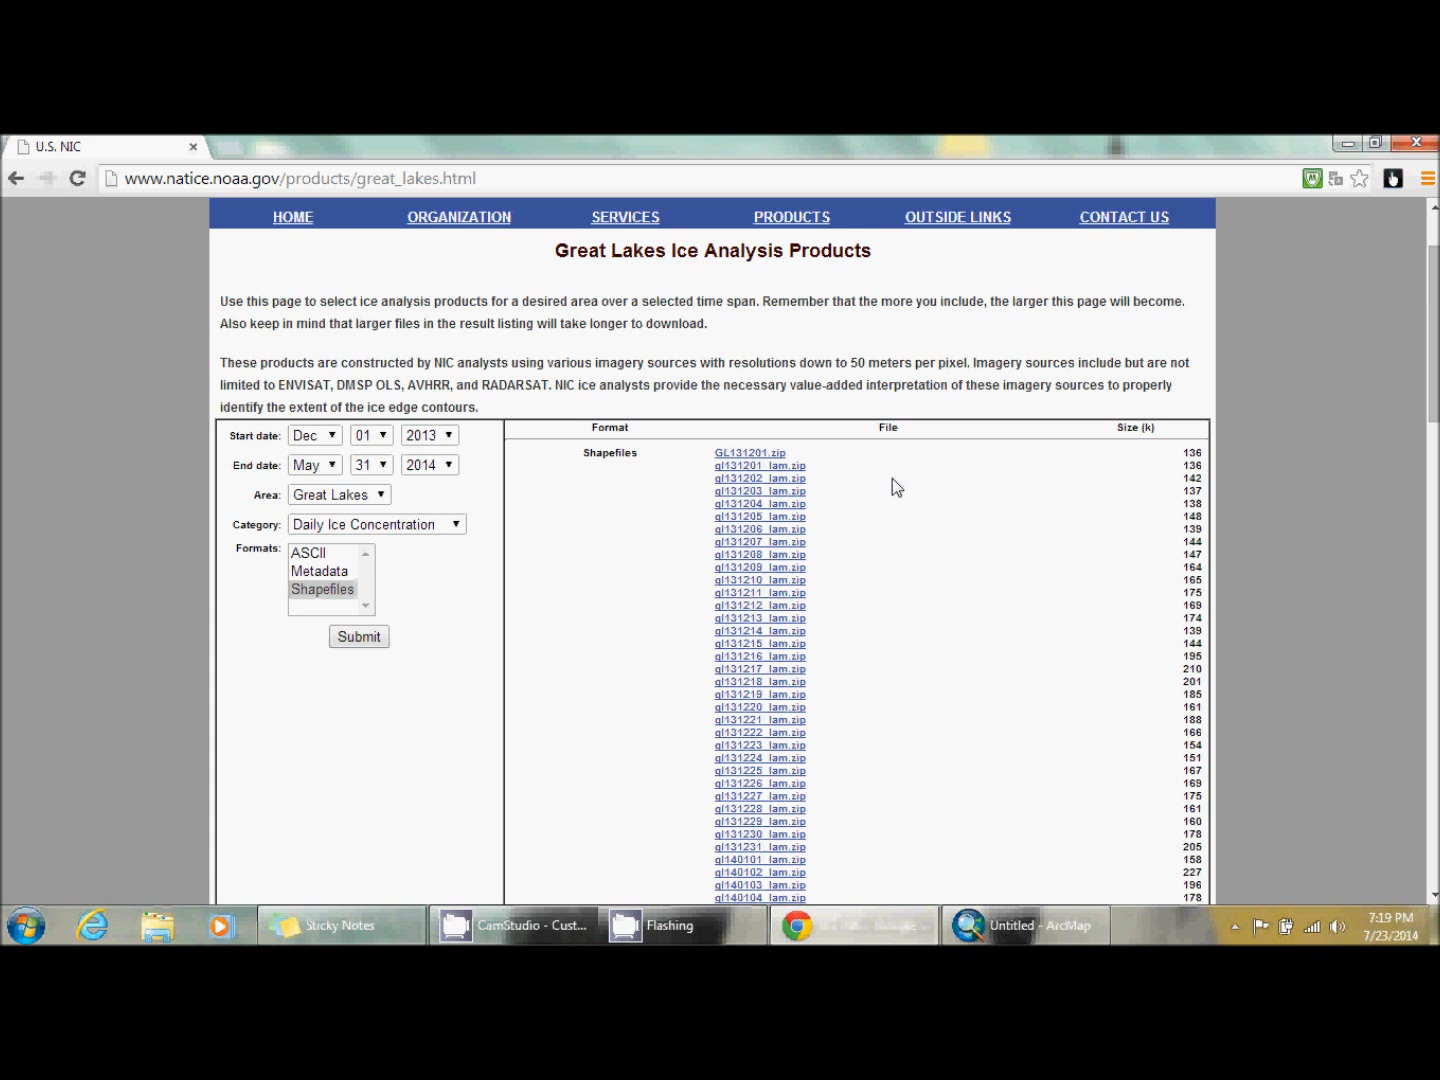 U.S. NIC
www.natice.noaa.gov/products/great_lakes.html
HOME ORGANIZATION SERVICES PRODUCTS OUTSIDE LINKS CONTACT US
Great Lakes Ice Analysis Products
Use this page to select ice analysis products for a desired area over a selected time span. Remember that the more you include, the larger this page will become.
Also keep in mind that larger files in the result listing will take longer to download.
These products are constructed by NIC analysts using various imagery sources with resolutions down to 50 meters per pixel. Imagery sources include but are not
limited to ENVISAT, DMSP OLS, AVHRR, and RADARSAT. NIC ice analysts provide the necessary value-added interpretation of these imagery sources to properly
identify the extent of the ice edge contours.
Start date: Dec 01 2013
End date: May 31 2014
Area: Great Lakes
Category: Daily Ice Concentration
Formats: ASCII
Metadata
Shapefiles
Submit
Format File Size (k)
Shapefiles GL131201.zip 136
gl131201_lam.zip 136
gl131202_lam.zip 142
gl131203_lam.zip 137
gl131204_lam.zip 138
gl131205_lam.zip 148
gl131206_lam.zip 139
gl131207_lam.zip 144
gl131208_lam.zip 147
gl131209_lam.zip 164
gl131210_lam.zip 165
gl131211_lam.zip 175
gl131212_lam.zip 169
gl131213_lam.zip 174
gl131214_lam.zip 139
gl131215_lam.zip 144
gl131216_lam.zip 195
gl131217_lam.zip 210
gl131218_lam.zip 201
gl131219_lam.zip 185
gl131220_lam.zip 161
gl131221_lam.zip 188
gl131222_lam.zip 166
gl131223_lam.zip 154
gl131224_lam.zip 151
gl131225_lam.zip 167
gl131226_lam.zip 169
gl131227_lam.zip 175
gl131228_lam.zip 161
gl131229_lam.zip 160
gl131230_lam.zip 178
gl131231_lam.zip 205
gl140101_lam.zip 158
gl140102_lam.zip 227
gl140103_lam.zip 196
gl140104_lam.zip 178
Sticky Notes
CamStudio - Cust...
Flashing
Untitled - ArcMap
7:19 PM
7/23/2014